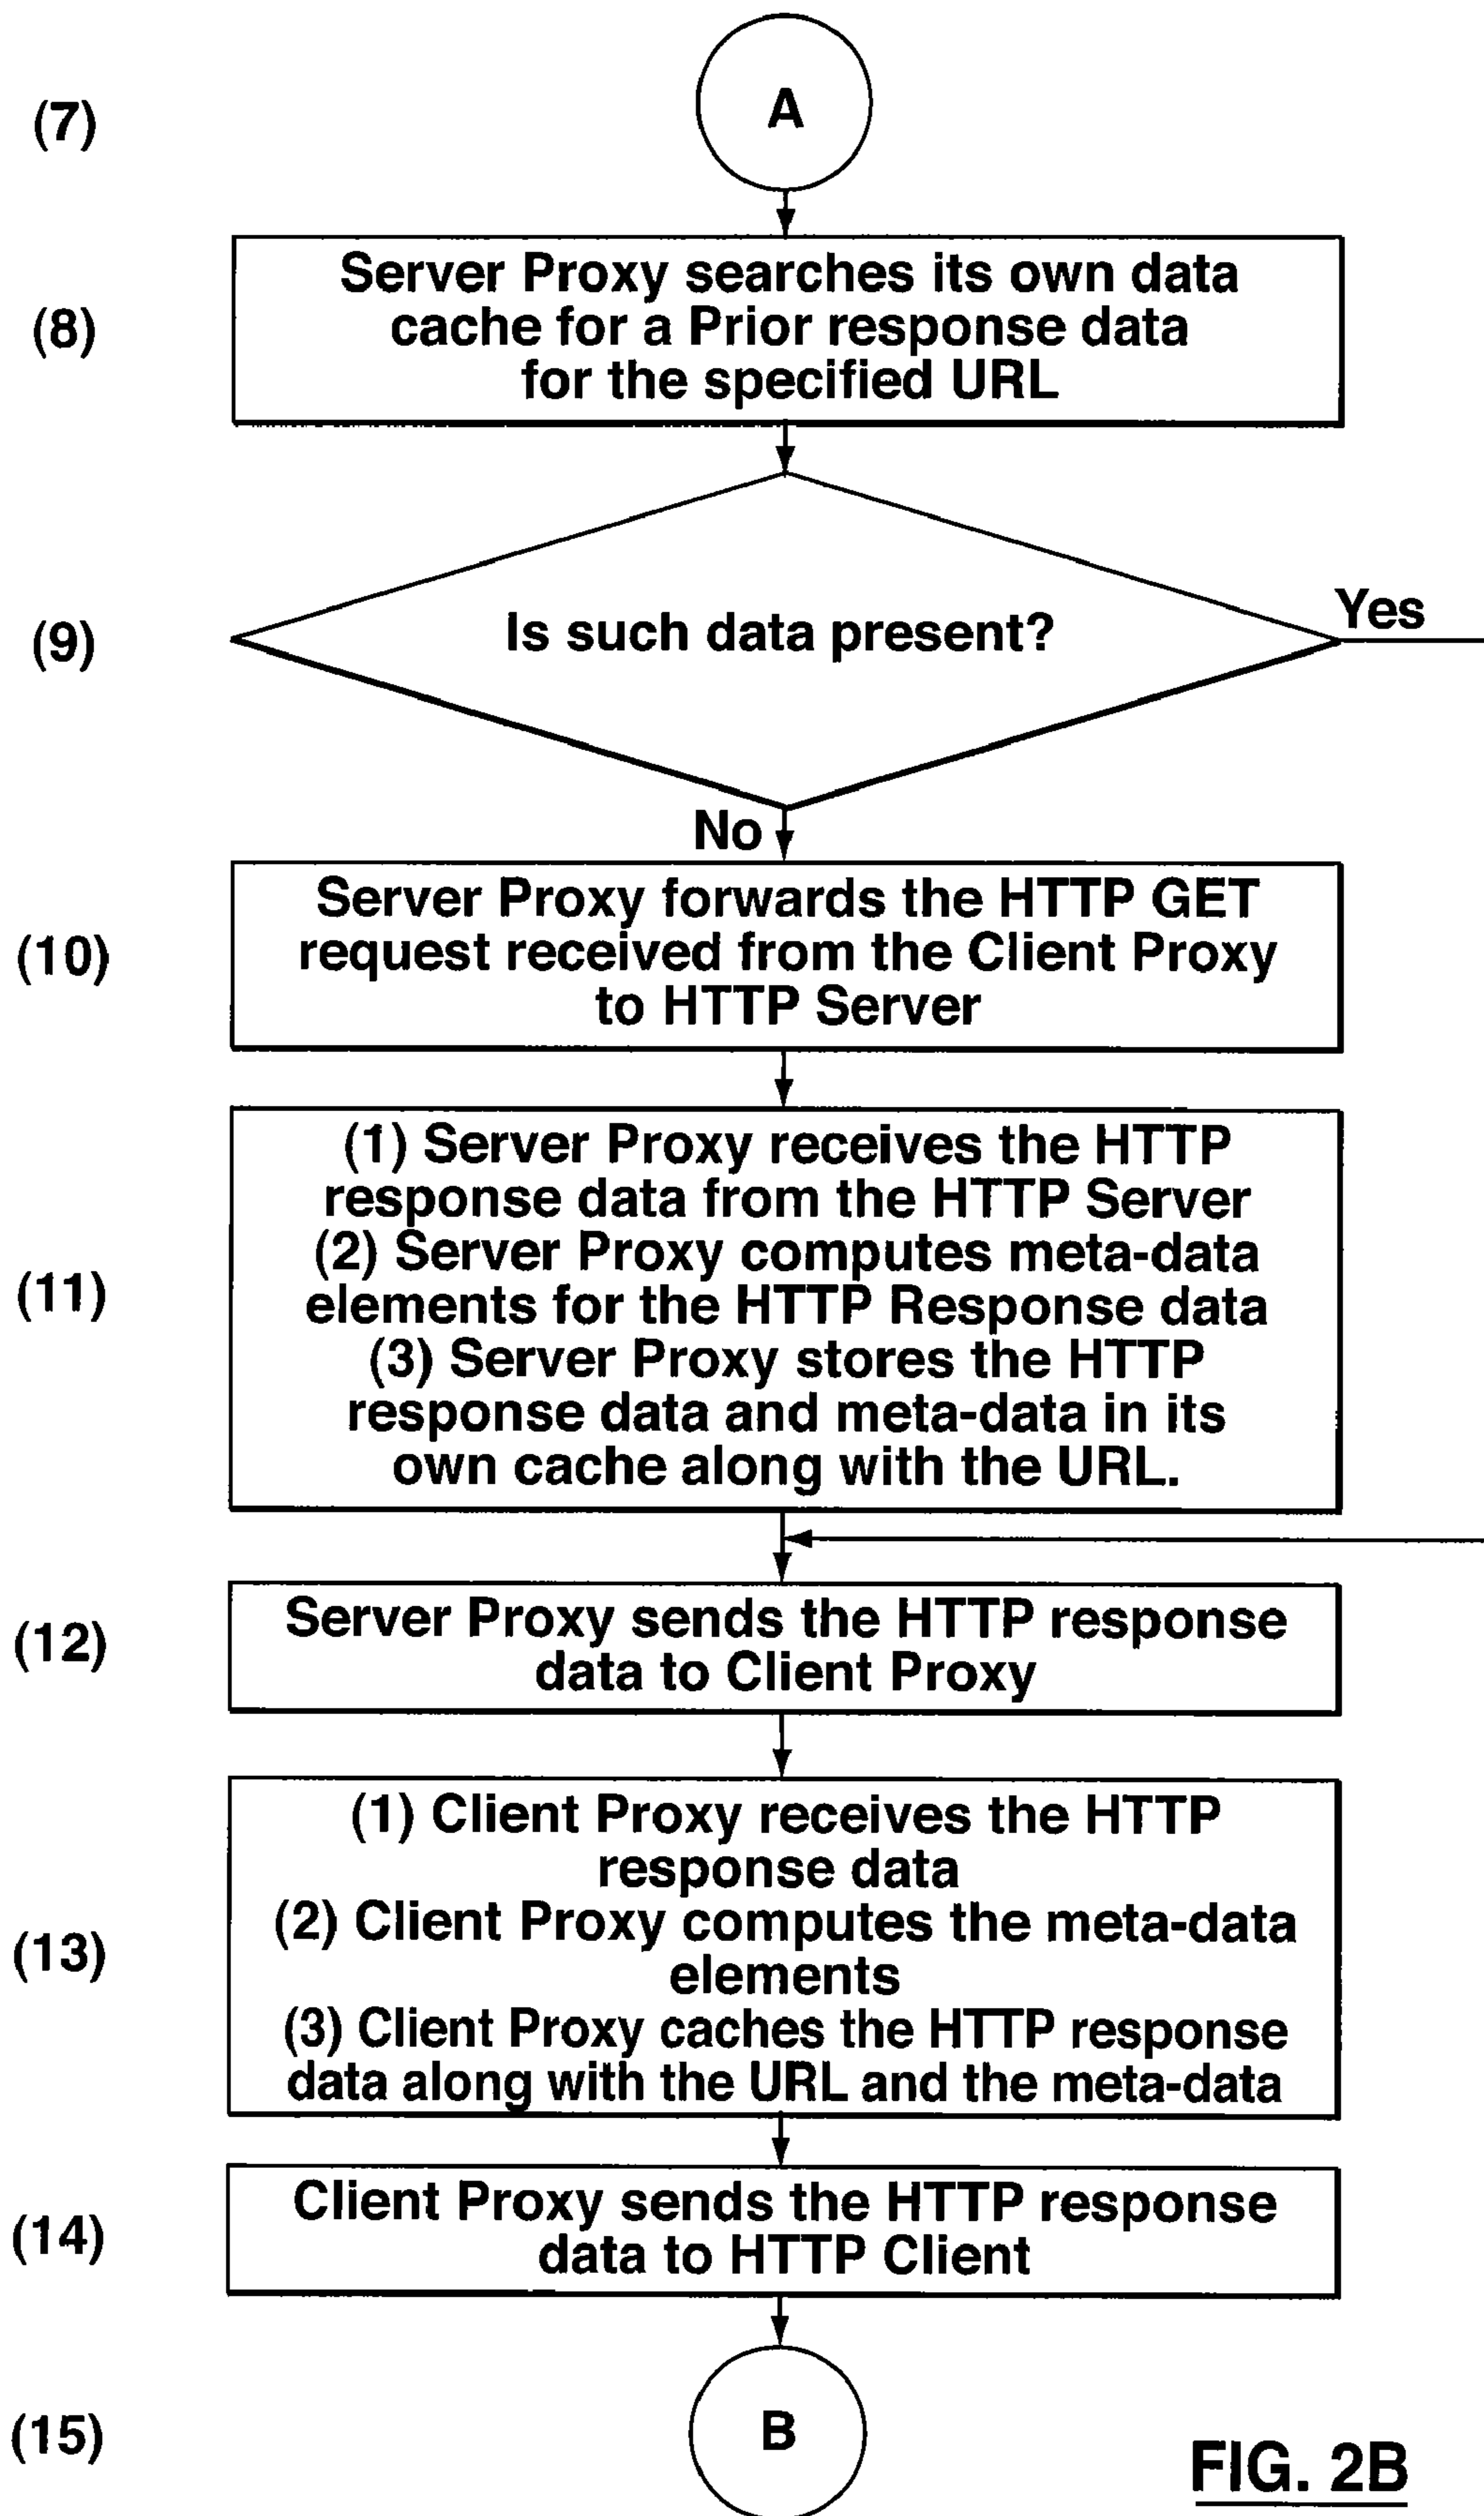 (7)
A
(8)
Server Proxy searches its own data
cache for a Prior response data
for the specified URL
(9)
Is such data present?
Yes
No
(10)
Server Proxy forwards the HTTP GET
request received from the Client Proxy
to HTTP Server
(11)
(1) Server Proxy receives the HTTP
response data from the HTTP Server
(2) Server Proxy computes meta-data
elements for the HTTP Response data
(3) Server Proxy stores the HTTP
response data and meta-data in its
own cache along with the URL.
(12)
Server Proxy sends the HTTP response
data to Client Proxy
(13)
(1) Client Proxy receives the HTTP
response data
(2) Client Proxy computes the meta-data
elements
(3) Client Proxy caches the HTTP response
data along with the URL and the meta-data
(14)
Client Proxy sends the HTTP response
data to HTTP Client
(15)
B
FIG. 2B